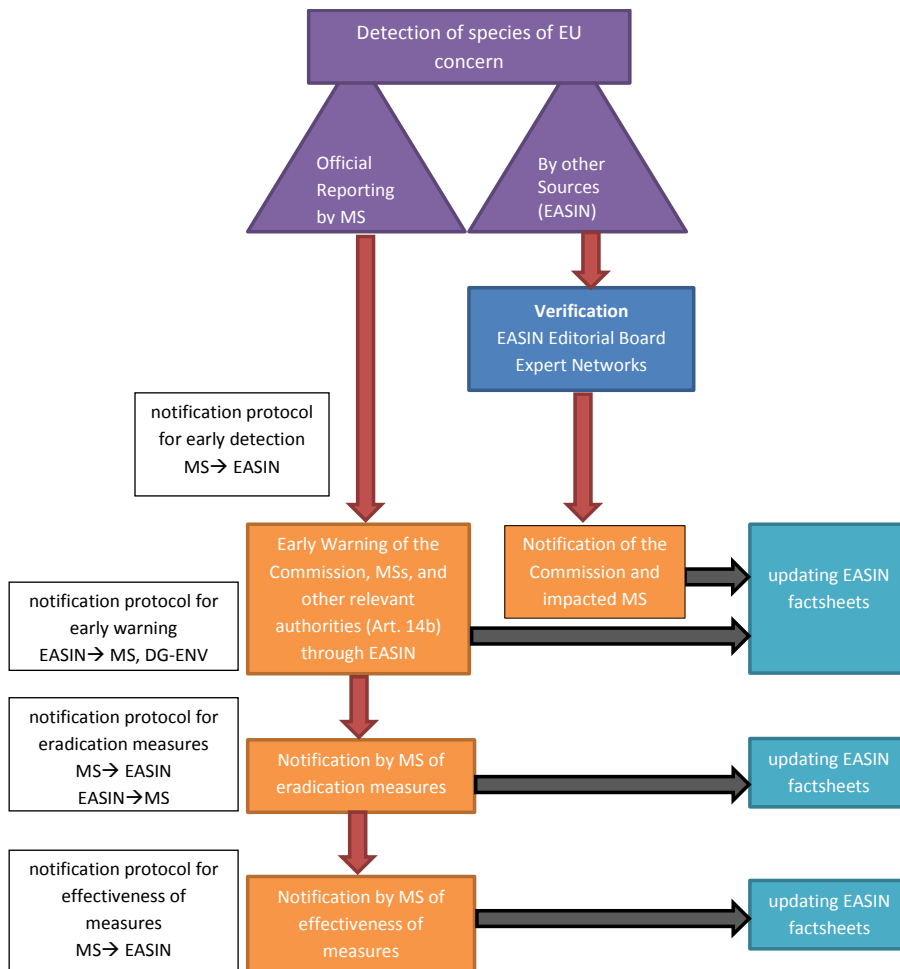 Detection of species of EU
concern
Official
Reporting
by MS
By other
Sources
(EASIN)
Verification
EASIN Editorial Board
Expert Networks
notification protocol
for early detection
MS→ EASIN
Early Warning of the
Commission, MSs, and
other relevant
authorities (Art. 14b)
through EASIN
Notification of the
Commission and
impacted MS
updating EASIN
factsheets
notification protocol for
early warning
EASIN→ MS, DG-ENV
notification protocol for
eradication measures
MS→ EASIN
EASIN→MS
Notification by MS of
eradication measures
updating EASIN
factsheets
notification protocol for
effectiveness of
measures
MS→ EASIN
Notification by MS of
effectiveness of
measures
updating EASIN
factsheets